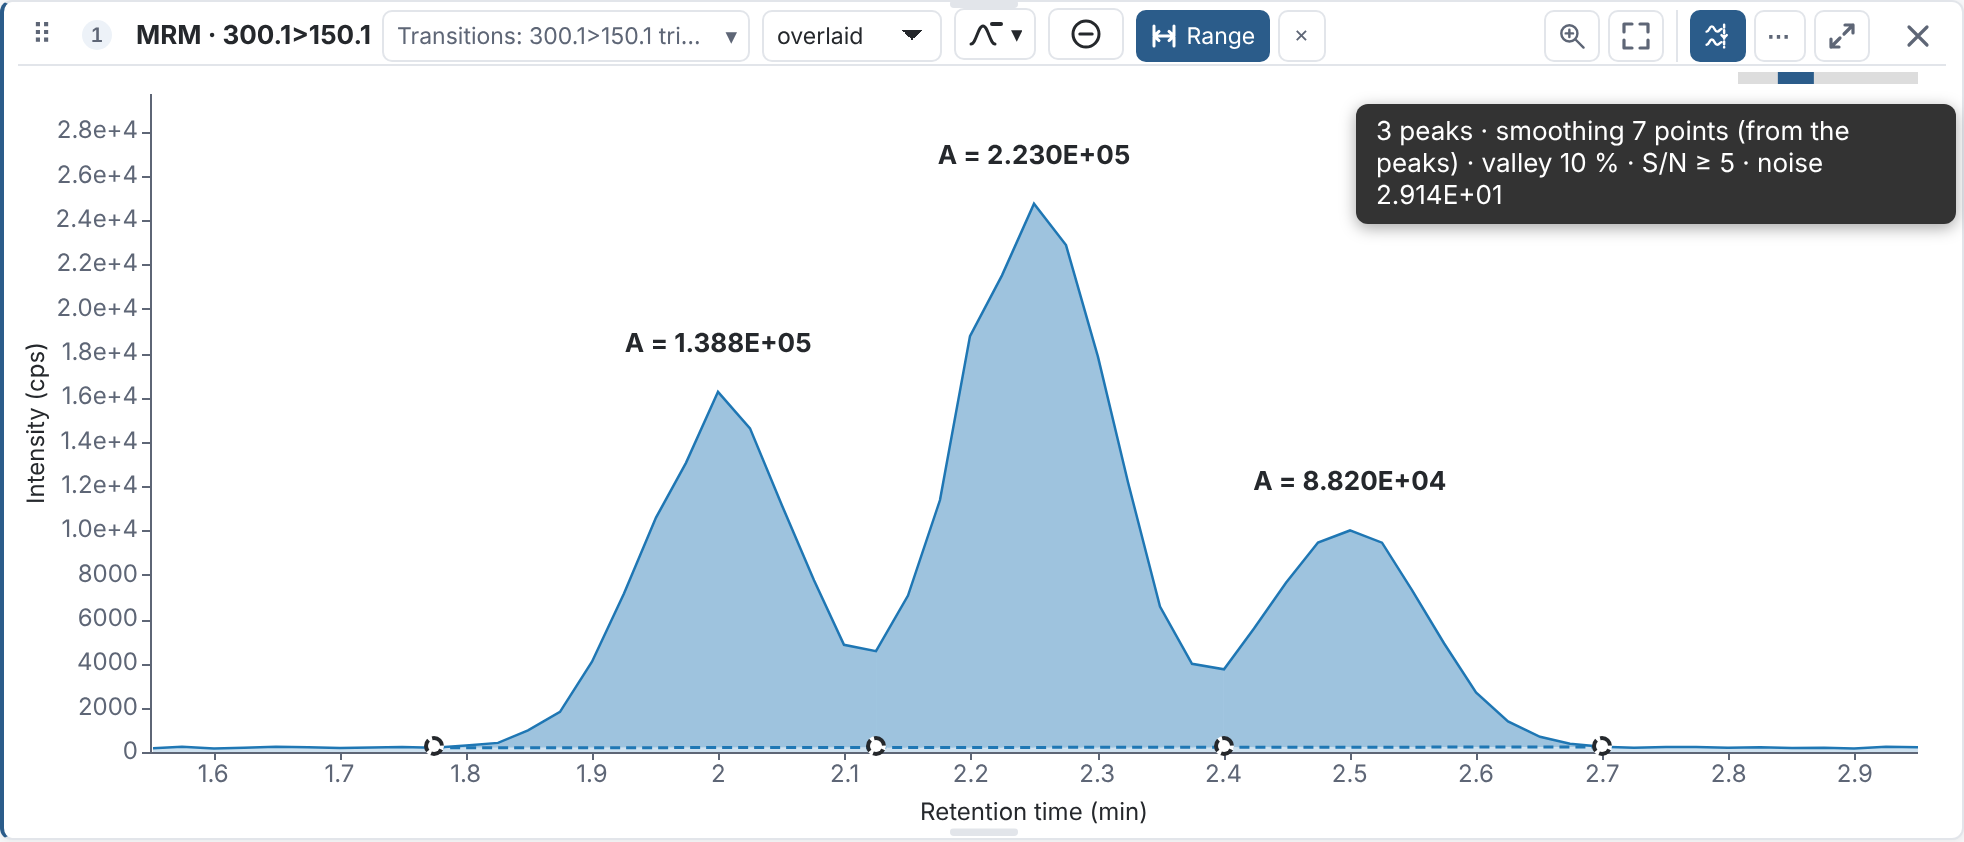 1 MRM · 300.1>150.1 Transitions: 300.1>150.1 tri... ▾ overlaid ▾ Range × ...
3 peaks · smoothing 7 points (from the
peaks) · valley 10 % · S/N ≥ 5 · noise
2.914E+01
Intensity (cps)
2.8e+4
2.6e+4
2.4e+4
2.2e+4
2.0e+4
1.8e+4
1.6e+4
1.4e+4
1.2e+4
1.0e+4
8000
6000
4000
2000
0
A = 2.230E+05
A = 1.388E+05
A = 8.820E+04
1.6 1.7 1.8 1.9 2 2.1 2.2 2.3 2.4 2.5 2.6 2.7 2.8 2.9
Retention time (min)